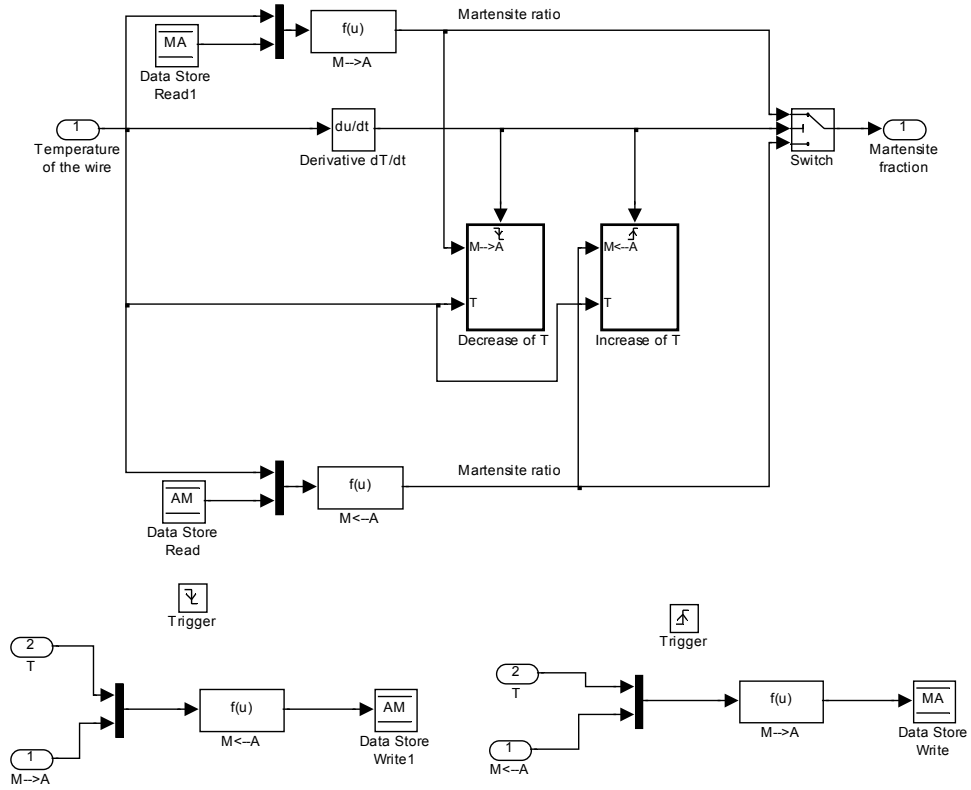 Martensite ratio
f(u)
MA
M-->A
Data Store
Read1
1
du/dt
1
Temperature
of the wire
Derivative dT/dt
Switch
Martensite
fraction
M-->A
M<--A
T
T
Decrease of T
Increase of T
Martensite ratio
f(u)
AM
M<--A
Data Store
Read
Trigger
2
T
f(u)
AM
M<--A
Data Store
Write1
1
M-->A
Trigger
2
T
f(u)
MA
M-->A
Data Store
Write
1
M<--A